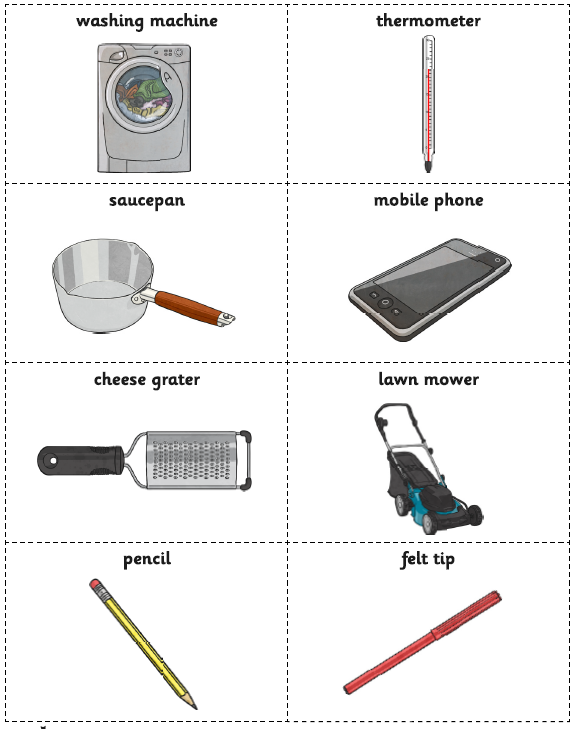 washing machine
thermometer
saucepan
mobile phone
cheese grater
lawn mower
pencil
felt tip